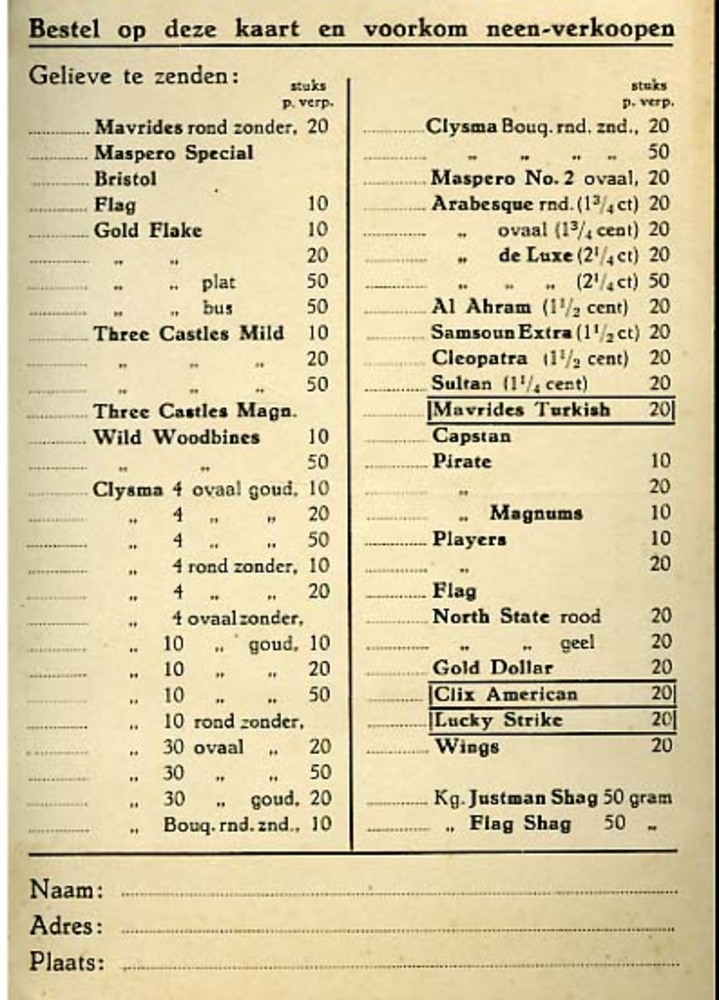 Bestel op deze kaart en voorkom neen-verkoopen
Gelieve te zenden:
stuks
p. verp.
Mavrides rond zonder, 20
Maspero Special
Bristol
Flag 10
Gold Flake 10
„ „ 20
„ „ plat 50
„ „ bus 50
Three Castles Mild 10
„ „ „ 20
„ „ „ 50
Three Castles Magn.
Wild Woodbines 10
„ „ 50
Clysma 4 ovaal goud, 10
„ 4 „ „ 20
„ 4 „ „ 50
„ 4 rond zonder, 10
„ 4 „ „ 20
„ 4 ovaal zonder,
„ 10 „ goud, 10
„ 10 „ „ 20
„ 10 „ „ 50
„ 10 rond zonder,
„ 30 ovaal „ 20
„ 30 „ „ 50
„ 30 „ goud, 20
„ Bouq. rnd. znd., 10
stuks
p. verp.
Clysma Bouq. rnd. znd., 20
„ „ „ „ 50
Maspero No. 2 ovaal, 20
Arabesque rnd. (1³/₄ ct) 20
„ ovaal (1³/₄ cent) 20
„ de Luxe (2¹/₄ ct) 20
„ „ „ (2¹/₄ ct) 50
Al Ahram (1¹/₂ cent) 20
Samsoun Extra (1¹/₂ ct) 20
Cleopatra (1¹/₂ cent) 20
Sultan (1¹/₄ cent) 20
Mavrides Turkish 20
Capstan
Pirate 10
„ 20
„ Magnums 10
Players 10
„ 20
Flag
North State rood 20
„ „ geel 20
Gold Dollar 20
Clix American 20
Lucky Strike 20
Wings 20
Kg. Justman Shag 50 gram
„ Flag Shag 50 „
Naam:
Adres:
Plaats: